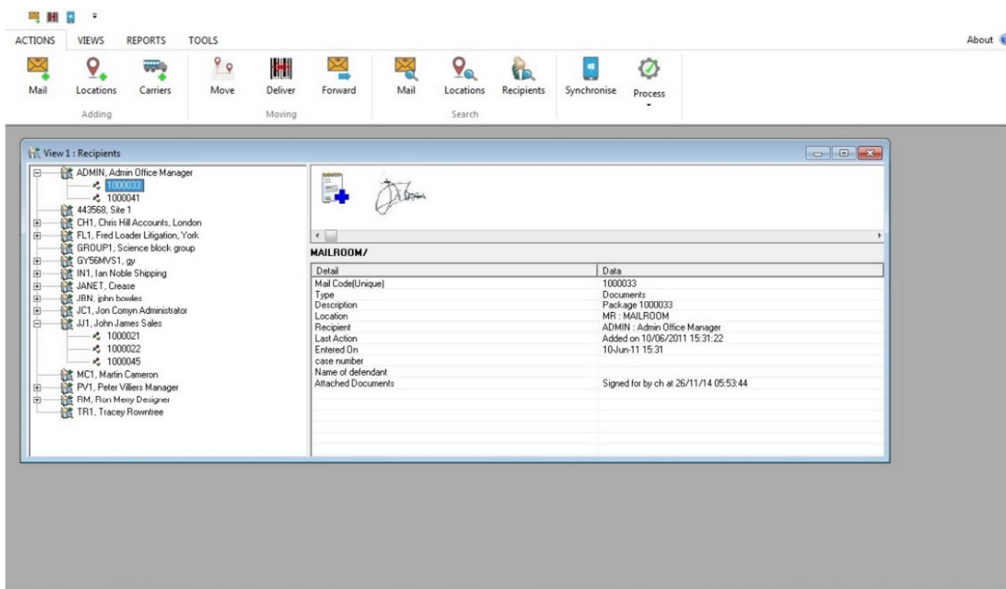 ACTIONS VIEWS REPORTS TOOLS About
Mail Locations Carriers Move Deliver Forward Mail Locations Recipients Synchronise Process
Adding Moving Search
View 1 : Recipients
ADMIN, Admin Office Manager
1000033
1000041
443568, Site 1
CH1, Chris Hill Accounts, London
FL1, Fred Loader Litigation, York
GROUP1, Science block group
GY56MVS1, gy
IN1, Ian Noble Shipping
JANET, Crease
JBN, john bowles
JC1, Jon Comyn Administrator
JJ1, John James Sales
1000021
1000022
1000045
MC1, Martin Cameron
PV1, Peter Villiers Manager
RM, Ron Merry Designer
TR1, Tracey Rowntree
MAILROOM/
Detail Data
Mail Code(Unique) 1000033
Type Documents
Description Package 1000033
Location MR : MAILROOM
Recipient ADMIN : Admin Office Manager
Last Action Added on 10/06/2011 15:31:22
Entered On 10-Jun-11 15:31
case number
Name of defendant
Attached Documents Signed for by ch at 26/11/14 05:53:44